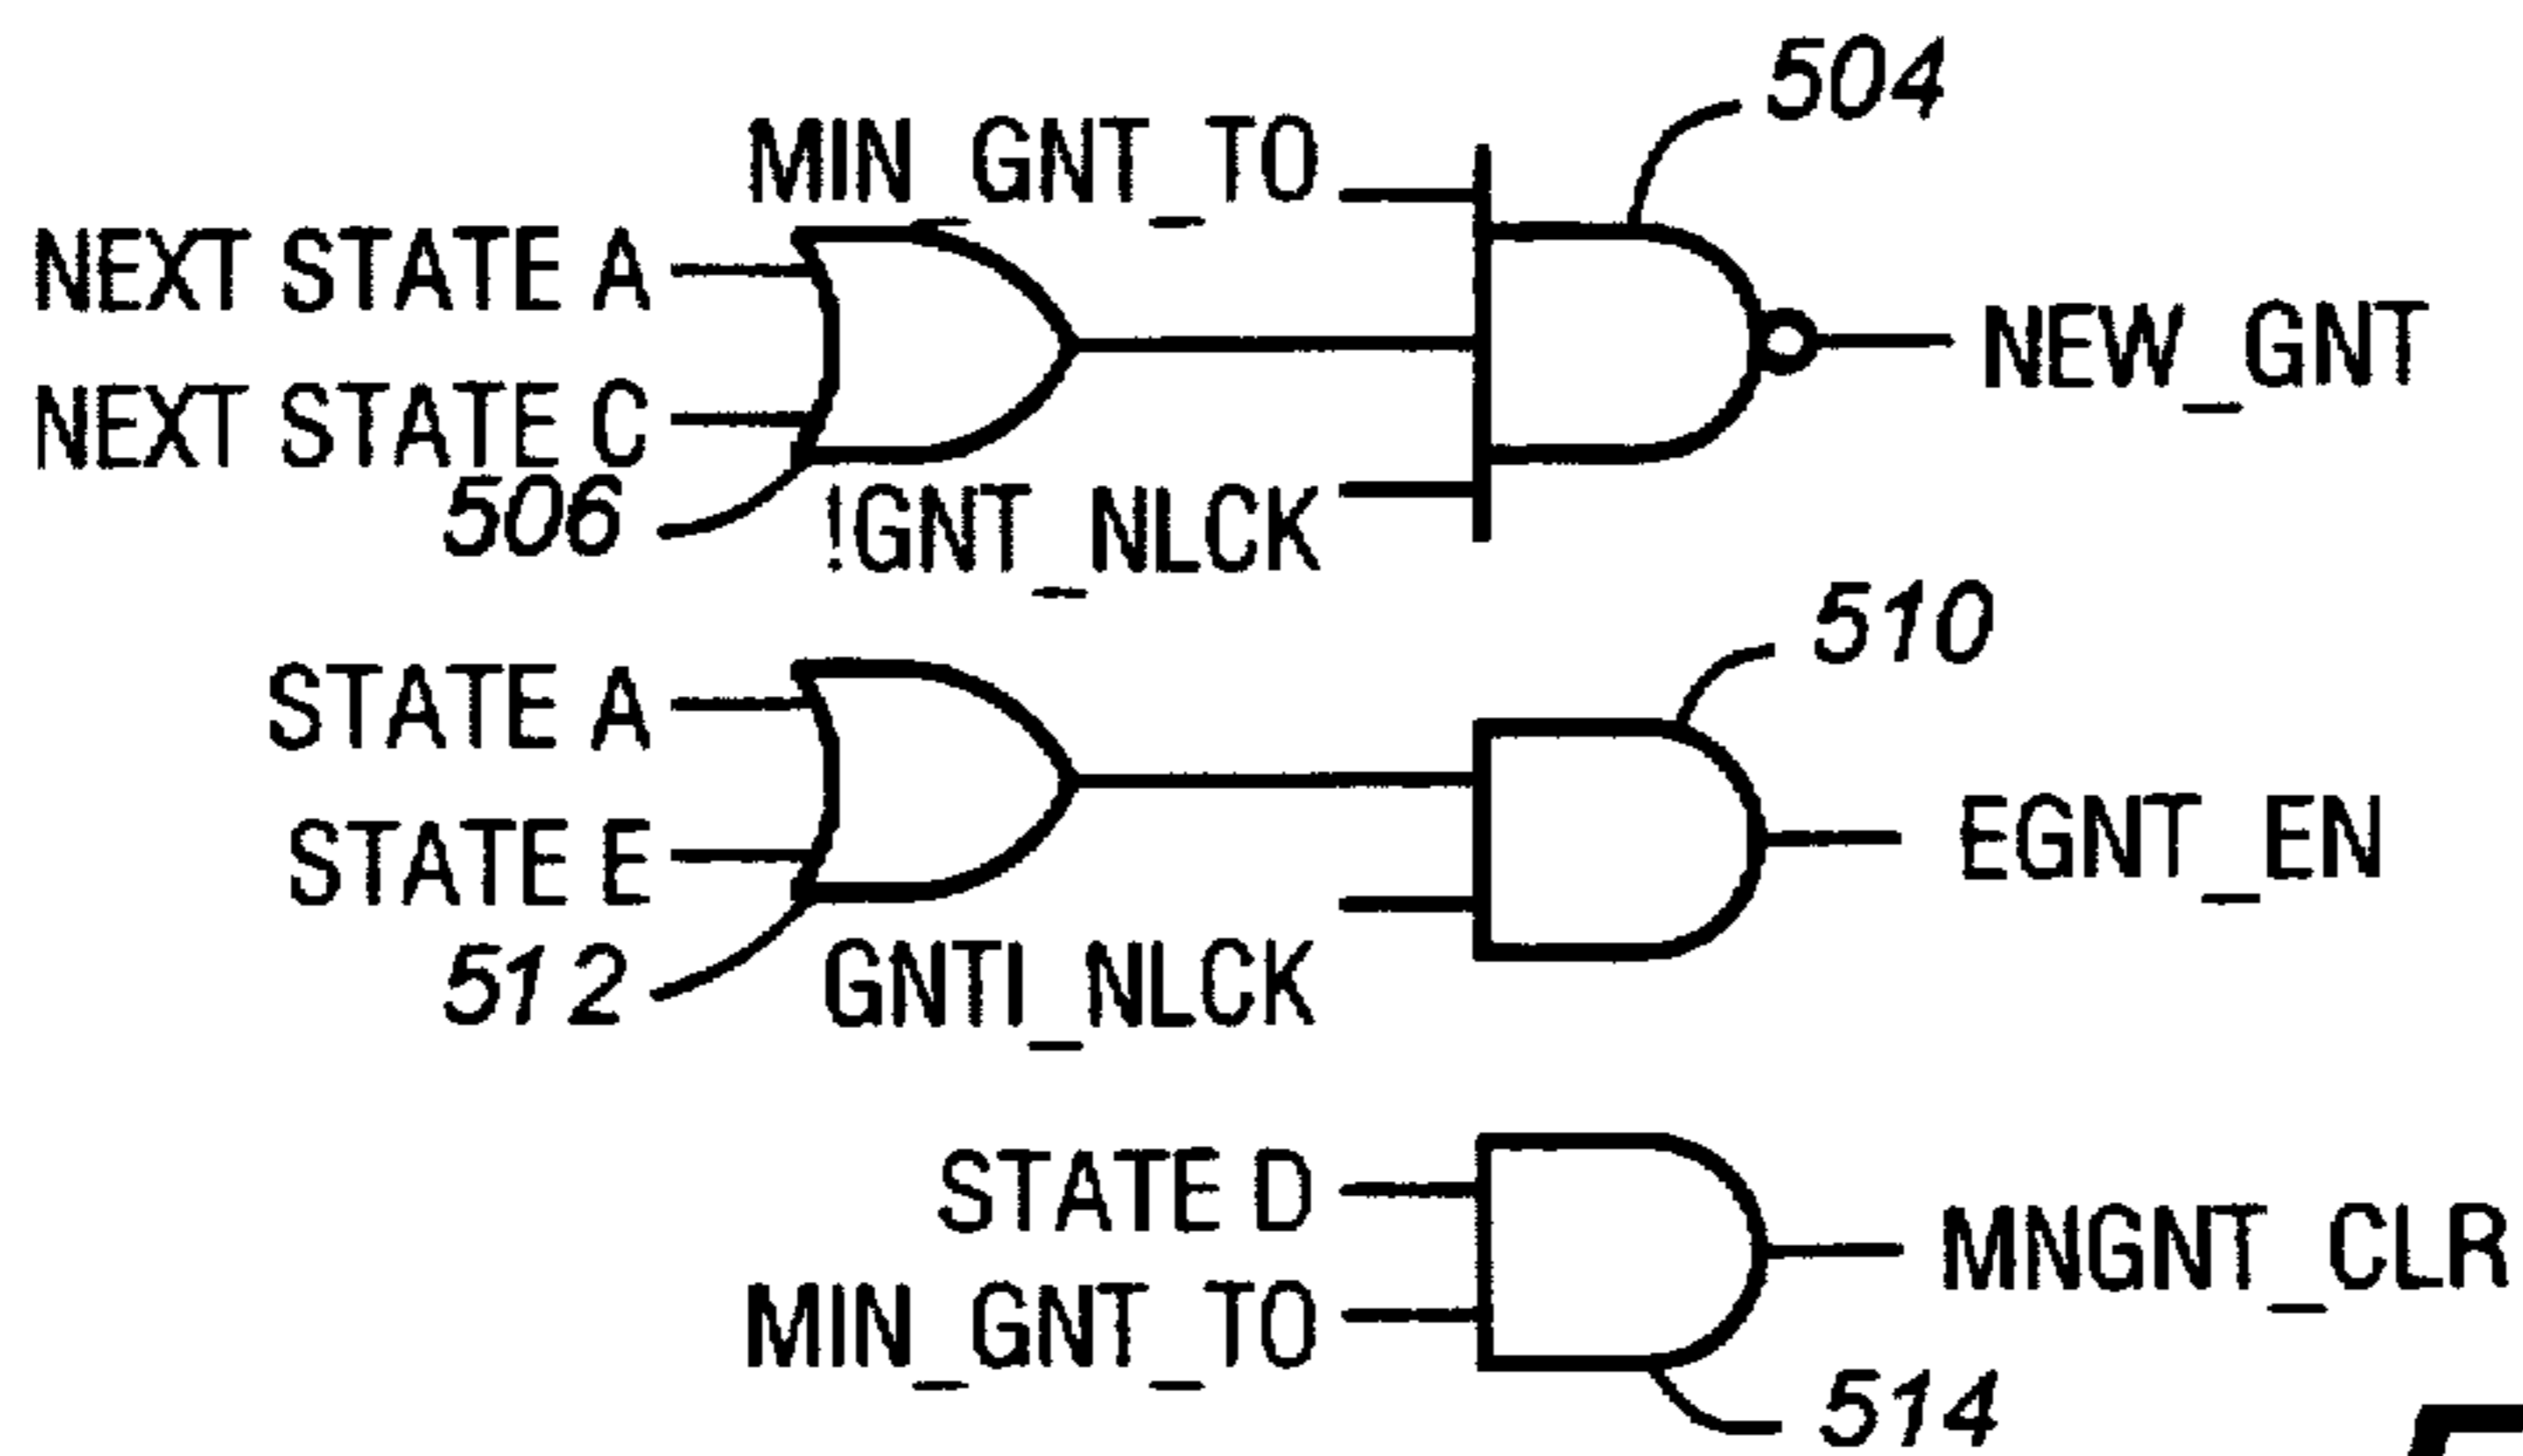 504
MIN_GNT_TO
NEXT STATE A
NEW_GNT
NEXT STATE C
506
!GNT_NLCK
510
STATE A
EGNT_EN
STATE E
512
GNTI_NLCK
STATE D
MNGNT_CLR
MIN_GNT_TO
514